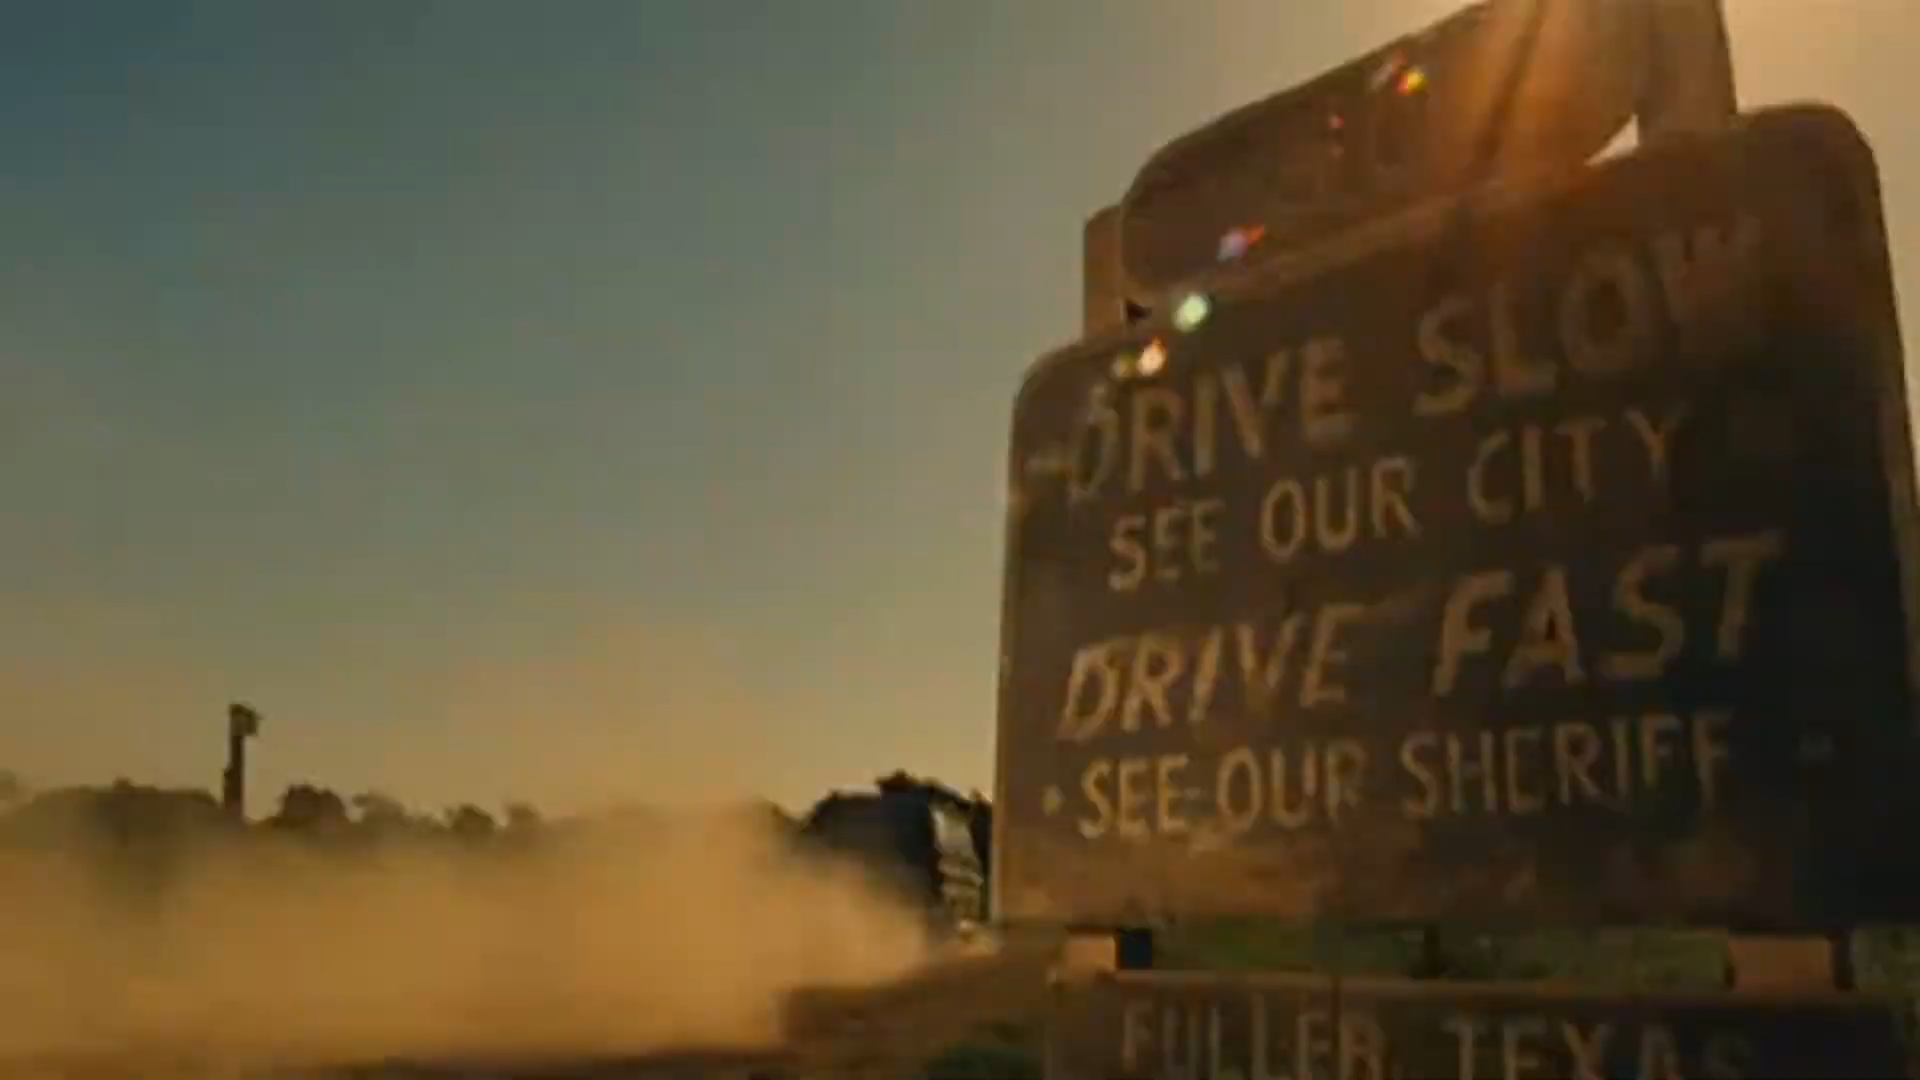 DRIVE SLOW
SEE OUR CITY
DRIVE FAST
SEE OUR SHERIFF
FULLER, TEXAS